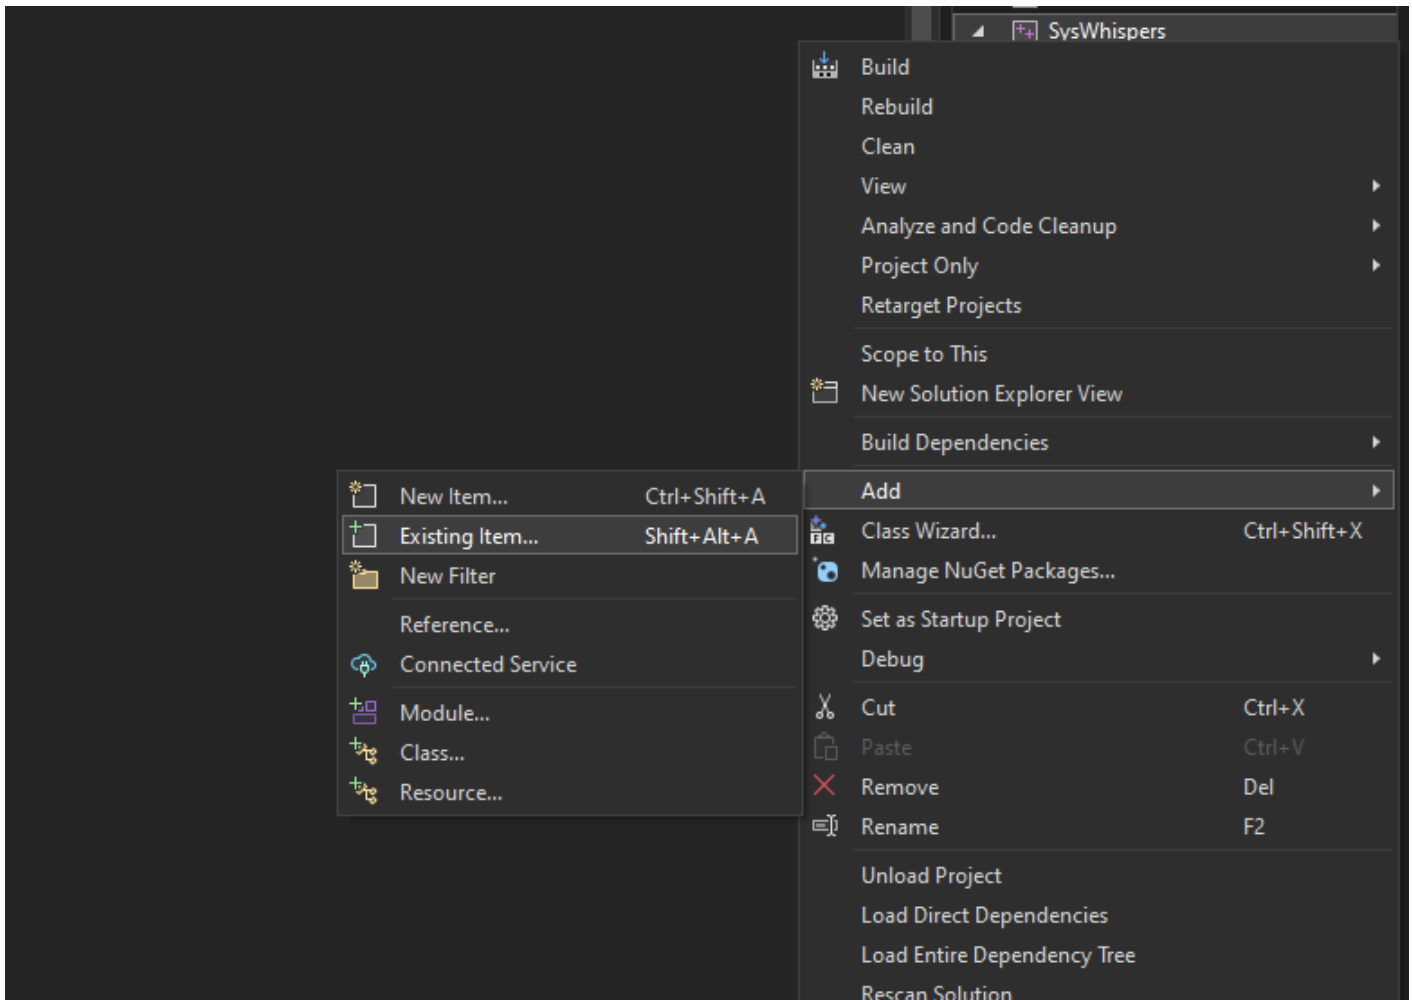 SysWhispers
Build
Rebuild
Clean
View
Analyze and Code Cleanup
Project Only
Retarget Projects
Scope to This
New Solution Explorer View
Build Dependencies
Add
Class Wizard... Ctrl+Shift+X
Manage NuGet Packages...
Set as Startup Project
Debug
Cut Ctrl+X
Paste Ctrl+V
Remove Del
Rename F2
Unload Project
Load Direct Dependencies
Load Entire Dependency Tree
Rescan Solution
New Item... Ctrl+Shift+A
Existing Item... Shift+Alt+A
New Filter
Reference...
Connected Service
Module...
Class...
Resource...